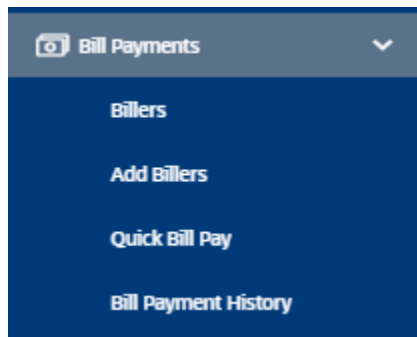 Bill Payments
Billers
Add Billers
Quick Bill Pay
Bill Payment History